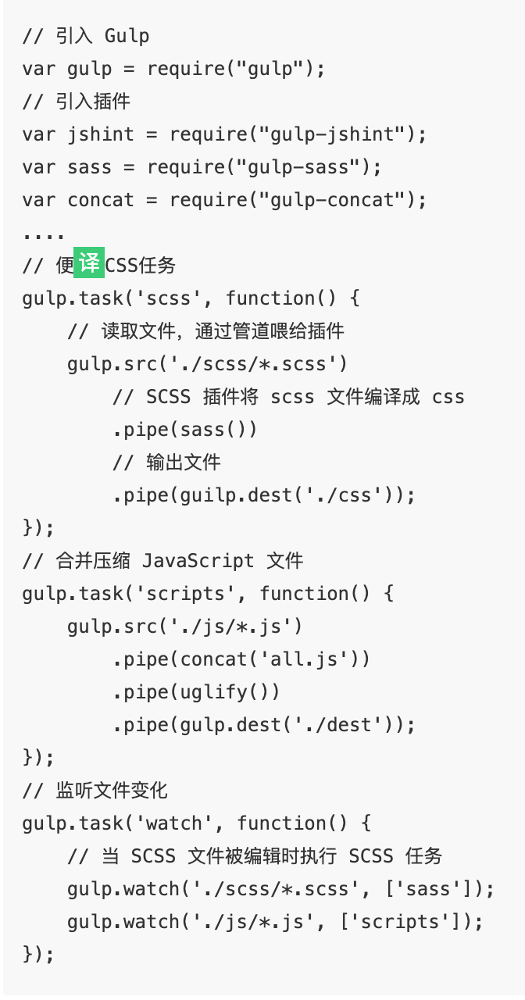 // 引入 Gulp
var gulp = require("gulp");
// 引入插件
var jshint = require("gulp-jshint");
var sass = require("gulp-sass");
var concat = require("gulp-concat");
....
// 便译CSS任务
gulp.task('scss', function() {
    // 读取文件，通过管道喂给插件
    gulp.src('./scss/*.scss')
        // SCSS 插件将 scss 文件编译成 css
        .pipe(sass())
        // 输出文件
        .pipe(guilp.dest('./css'));
});
// 合并压缩 JavaScript 文件
gulp.task('scripts', function() {
    gulp.src('./js/*.js')
        .pipe(concat('all.js'))
        .pipe(uglify())
        .pipe(gulp.dest('./dest'));
});
// 监听文件变化
gulp.task('watch', function() {
    // 当 SCSS 文件被编辑时执行 SCSS 任务
    gulp.watch('./scss/*.scss', ['sass']);
    gulp.watch('./js/*.js', ['scripts']);
});